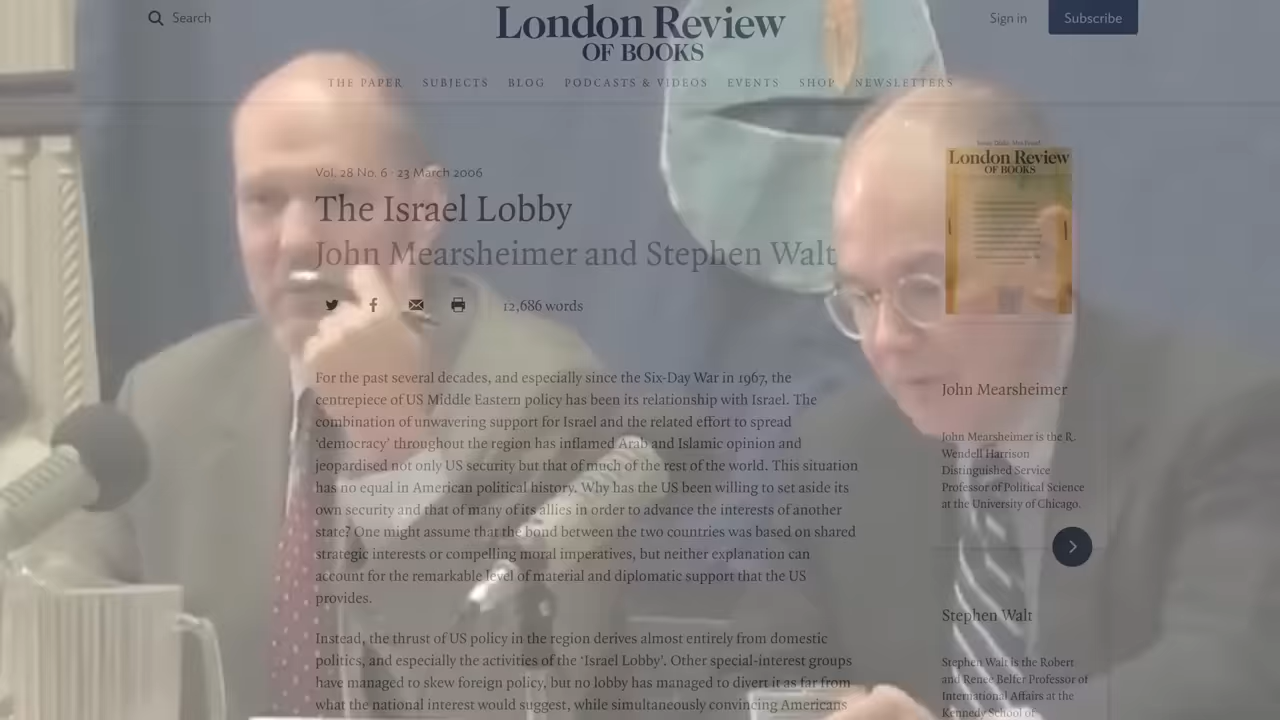 Search
London Review
OF BOOKS
Sign in
Subscribe
THE PAPER SUBJECTS BLOG PODCASTS & VIDEOS EVENTS SHOP NEWSLETTERS
Vol. 28 No. 6 · 23 March 2006
The Israel Lobby
John Mearsheimer and Stephen Walt
12,686 words
For the past several decades, and especially since the Six-Day War in 1967, the
centrepiece of US Middle Eastern policy has been its relationship with Israel. The
combination of unwavering support for Israel and the related effort to spread
‘democracy’ throughout the region has inflamed Arab and Islamic opinion and
jeopardised not only US security but that of much of the rest of the world. This situation
has no equal in American political history. Why has the US been willing to set aside its
own security and that of many of its allies in order to advance the interests of another
state? One might assume that the bond between the two countries was based on shared
strategic interests or compelling moral imperatives, but neither explanation can
account for the remarkable level of material and diplomatic support that the US
provides.
Instead, the thrust of US policy in the region derives almost entirely from domestic
politics, and especially the activities of the ‘Israel Lobby’. Other special-interest groups
have managed to skew foreign policy, but no lobby has managed to divert it as far from
what the national interest would suggest, while simultaneously convincing Americans
London Review
OF BOOKS
John Mearsheimer
John Mearsheimer is the R.
Wendell Harrison
Distinguished Service
Professor of Political Science
at the University of Chicago.
Stephen Walt
Stephen Walt is the Robert
and Renée Belfer Professor of
International Affairs at the
Kennedy School of